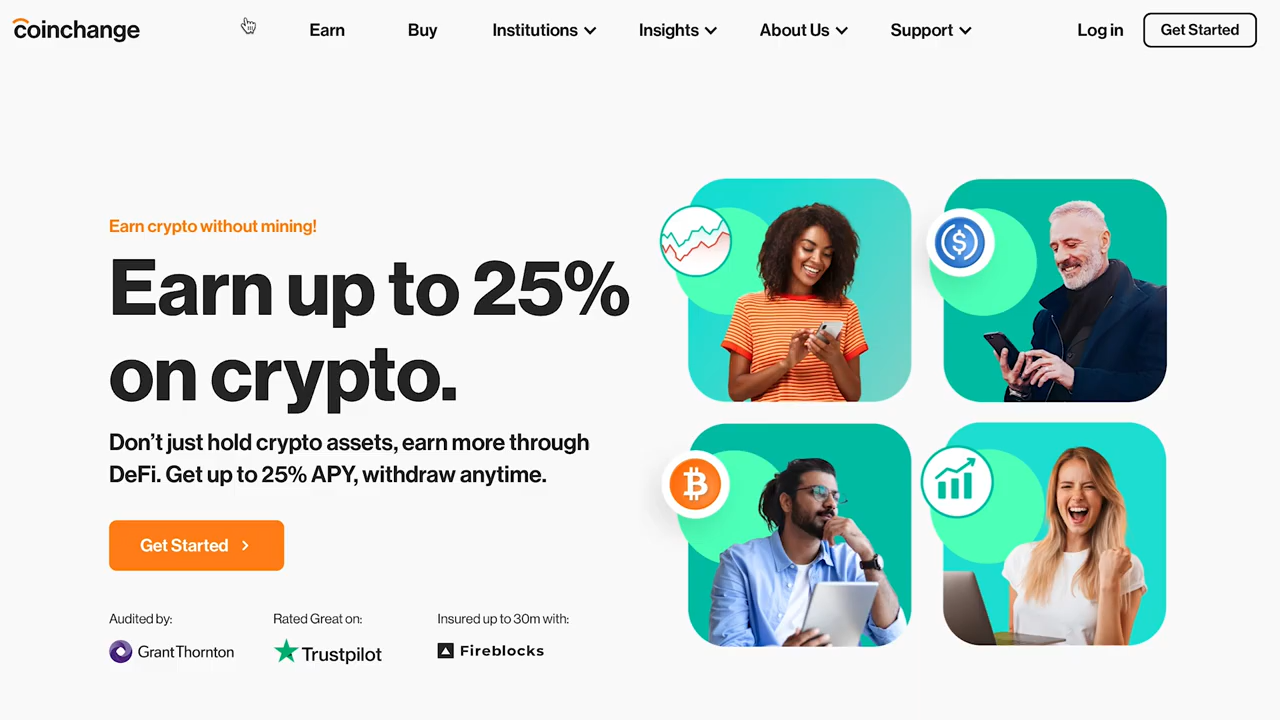 coinchange
Earn
Buy
Institutions
Insights
About Us
Support
Log in
Get Started
Earn crypto without mining!
Earn up to 25%
on crypto.
Don't just hold crypto assets, earn more through
DeFi. Get up to 25% APY, withdraw anytime.
Get Started
Audited by:
Rated Great on:
Insured up to 30m with:
GrantThornton
Trustpilot
Fireblocks